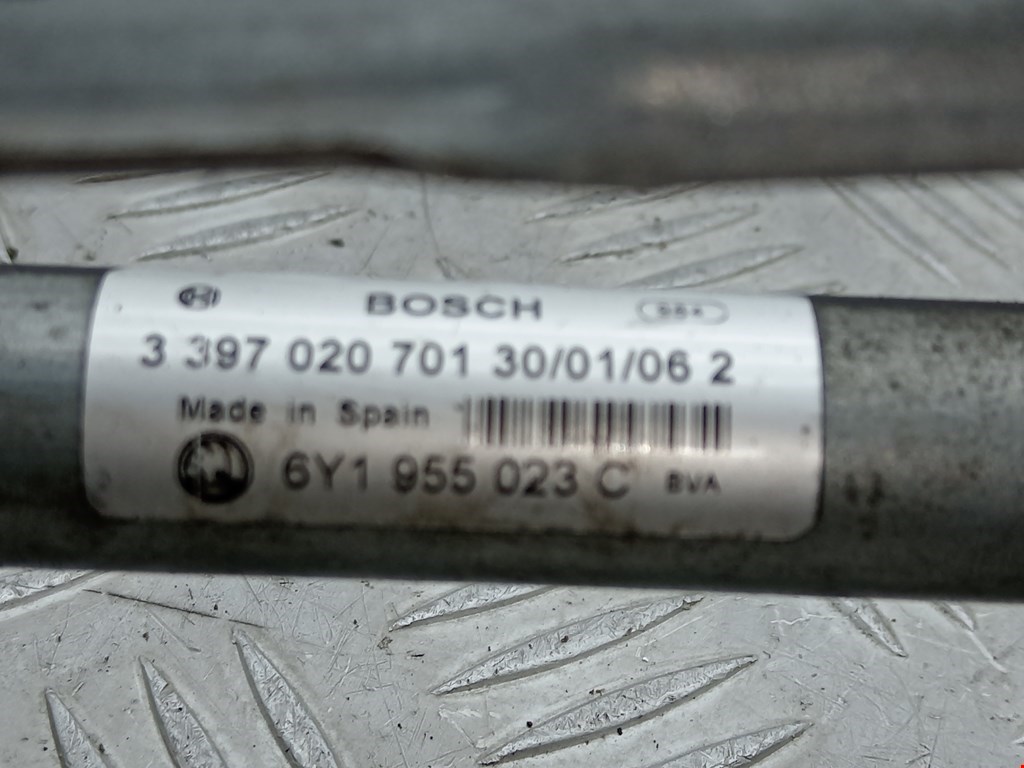 BOSCH
3 397 020 701 30/01/06 2
Made in Spain
6Y1 955 023 C BVA